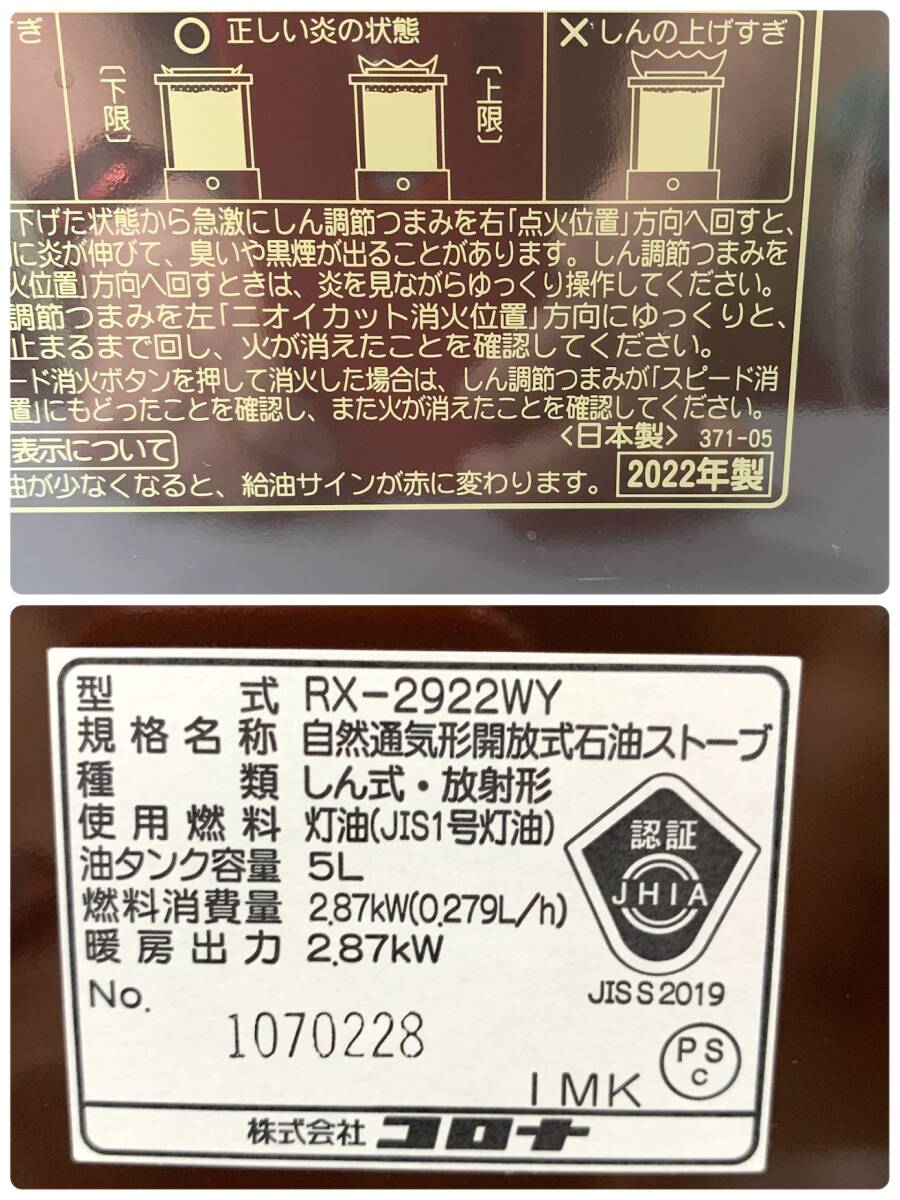 ぎ
○ 正しい炎の状態
×しんの上げすぎ
〔下限〕
〔上限〕
下げた状態から急激にしん調節つまみを右「点火位置」方向へ回すと、
に炎が伸びて、臭いや黒煙が出ることがあります。しん調節つまみを
火位置」方向へ回すときは、炎を見ながらゆっくり操作してください。
調節つまみを左「ニオイカット消火位置」方向にゆっくりと、
止まるまで回し、火が消えたことを確認してください。
ード消火ボタンを押して消火した場合は、しん調節つまみが「スピード消
置」にもどったことを確認し、また火が消えたことを確認してください。
<日本製> 371-05
表示について
油が少なくなると、給油サインが赤に変わります。
2022年製
型式 RX-2922WY
規格名称 自然通気形開放式石油ストーブ
種類 しん式・放射形
使用燃料 灯油(JIS1号灯油)
油タンク容量 5L
燃料消費量 2.87kW(0.279L/h)
暖房出力 2.87kW
認証
JHIA
JIS S 2019
No.
1070228
PS
C
IMK
株式会社 コロナ